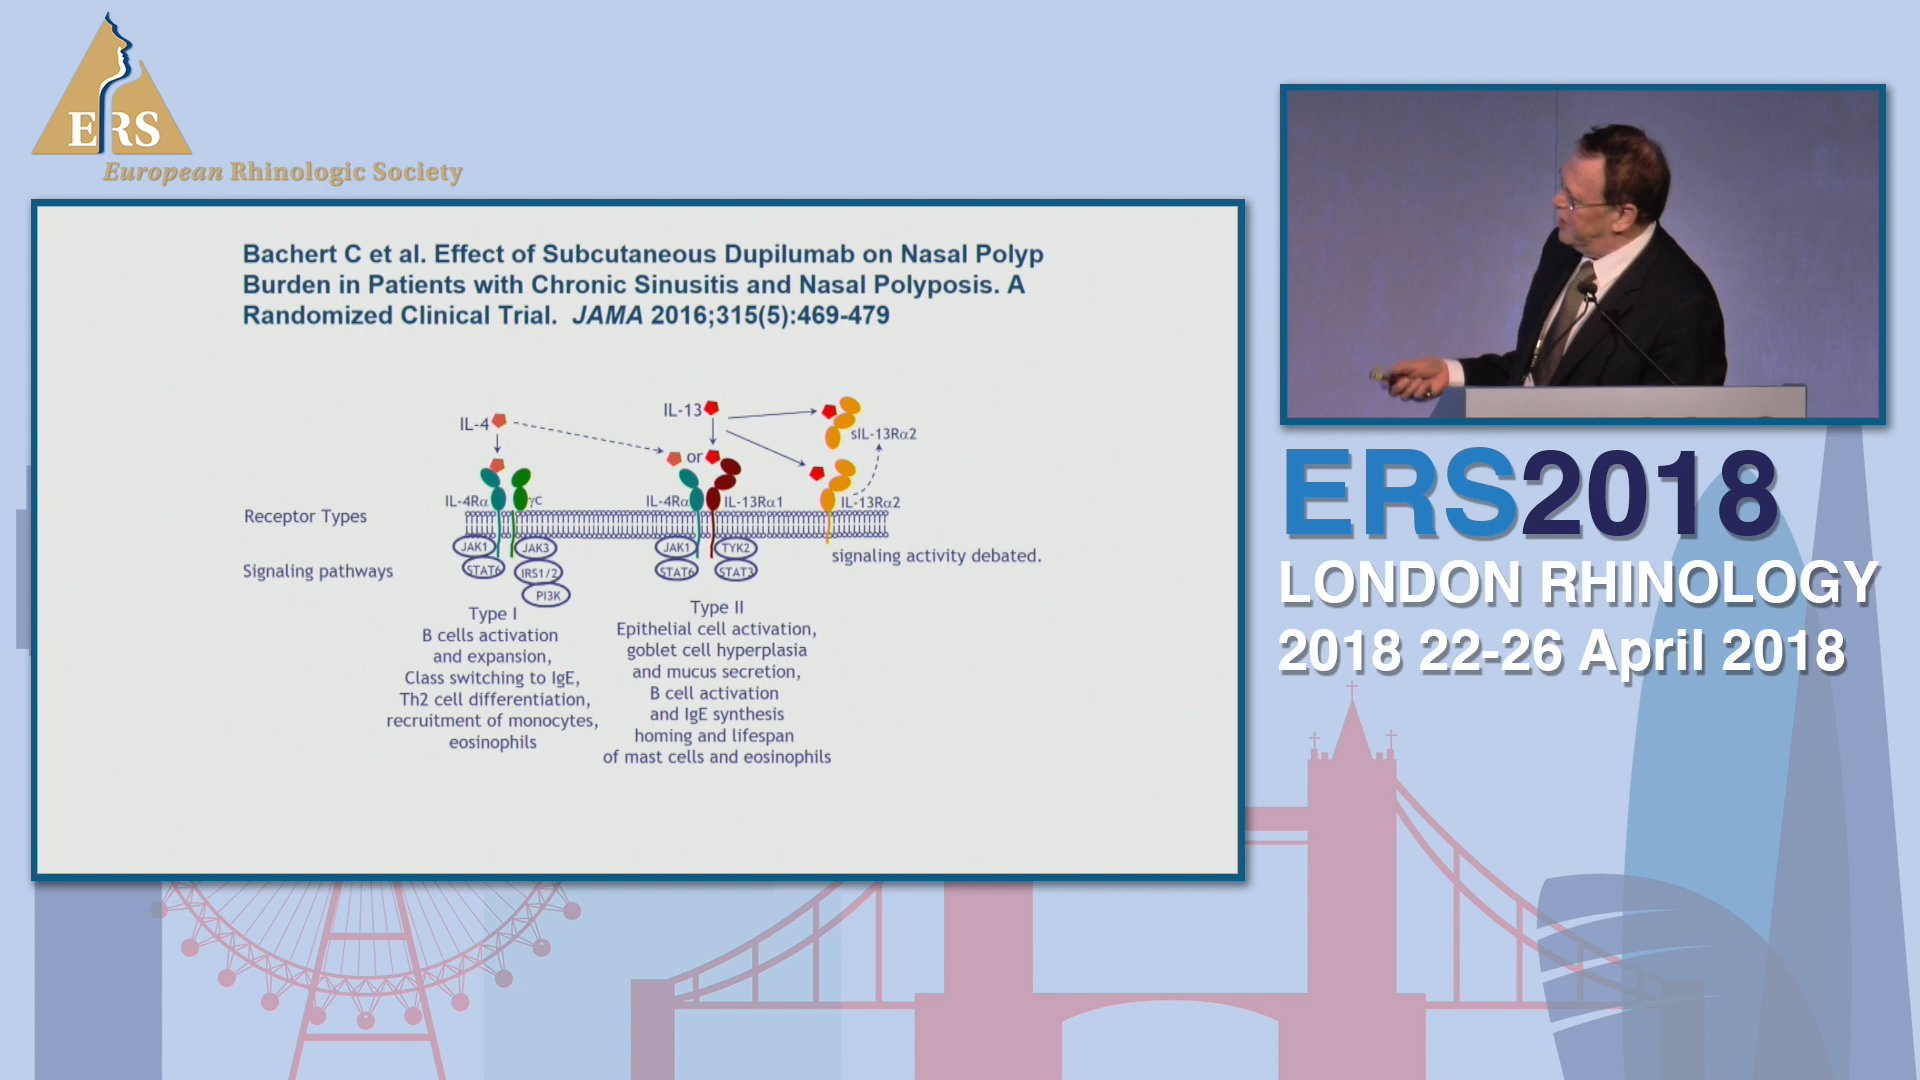 ERS
European Rhinologic Society
Bachert C et al. Effect of Subcutaneous Dupilumab on Nasal Polyp
Burden in Patients with Chronic Sinusitis and Nasal Polyposis. A
Randomized Clinical Trial. JAMA 2016;315(5):469-479
IL-4
IL-13
sIL-13Rα2
or
IL-4Rα
γC
IL-4Rα
IL-13Rα1
IL-13Rα2
Receptor Types
JAK1
JAK3
JAK1
TYK2
signaling activity debated.
Signaling pathways
STAT6
IRS1/2
STAT6
STAT3
PI3K
Type I
B cells activation
and expansion,
Class switching to IgE,
Th2 cell differentiation,
recruitment of monocytes,
eosinophils
Type II
Epithelial cell activation,
goblet cell hyperplasia
and mucus secretion,
B cell activation
and IgE synthesis
homing and lifespan
of mast cells and eosinophils
ERS2018
LONDON RHINOLOGY
2018 22-26 April 2018